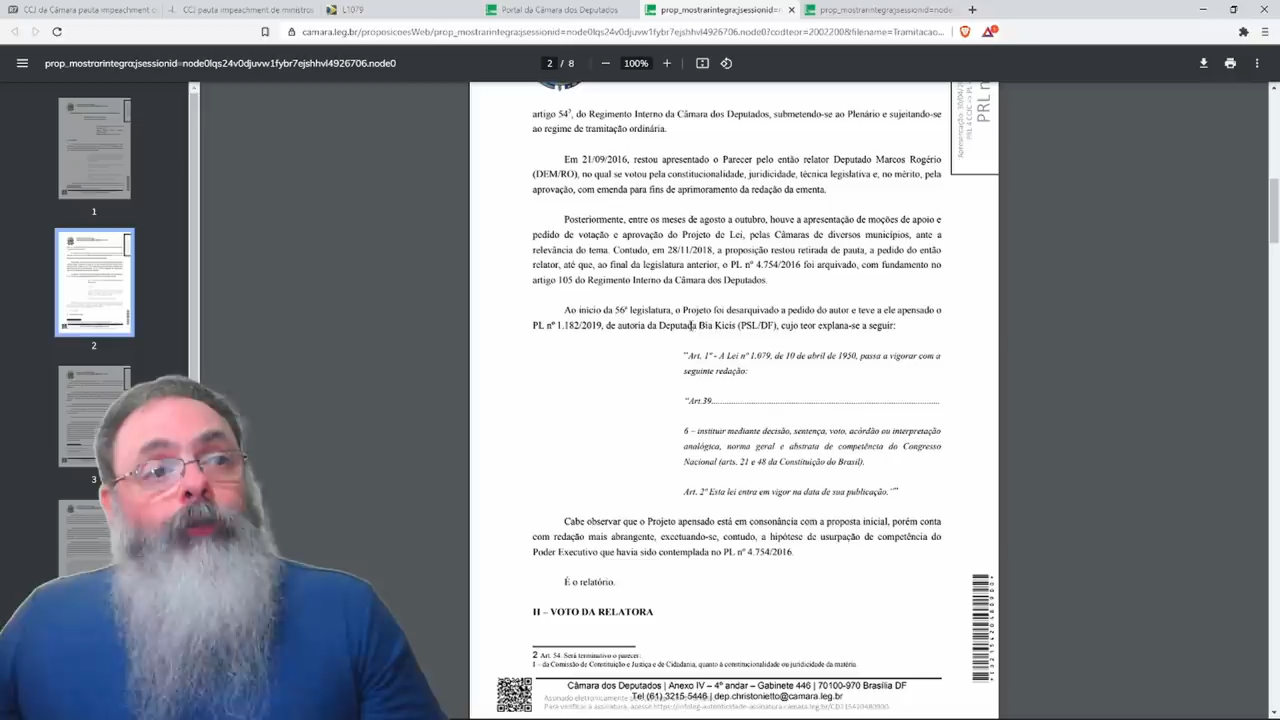 CCJ da Câmara pauta impeachment
CCJ pauta impeachment de ministro
L1079
Portal da Câmara dos Deputados
prop_mostrarintegra;jsessionid=
prop_mostrarintegra;jsessionid=node
camara.leg.br/proposicoesWeb/prop_mostrarintegra;jsessionid=node0lqs24v0djuvw1fybr7ejshhvl4926706.node0?codteor=2002200&filename=Tramitacao...
prop_mostrarintegra;jsessionid=node0lqs24v0djuvw1fybr7ejshhvl4926706.node0
2 / 8
100%
1
2
3
PRL n
artigo 54², do Regimento Interno da Câmara dos Deputados, submetendo-se ao Plenário e sujeitando-se
ao regime de tramitação ordinária.
Em 21/09/2016, restou apresentado o Parecer pelo então relator Deputado Marcos Rogério
(DEM/RO), no qual se votou pela constitucionalidade, juridicidade, técnica legislativa e, no mérito, pela
aprovação, com emenda para fins de aprimoramento da redação da ementa.
Posteriormente, entre os meses de agosto a outubro, houve a apresentação de moções de apoio e
pedido de votação e aprovação do Projeto de Lei, pelas Câmaras de diversos municípios, ante a
relevância do tema. Contudo, em 28/11/2018, a proposição restou retirada de pauta, a pedido do então
relator, até que, ao final da legislatura anterior, o PL nº 4.754/2016 foi arquivado, com fundamento no
artigo 105 do Regimento Interno da Câmara dos Deputados.
Ao início da 56ª legislatura, o Projeto foi desarquivado a pedido do autor e teve a ele apensado o
PL nº 1.182/2019, de autoria da Deputada Bia Kicis (PSL/DF), cujo teor explana-se a seguir:
"Art. 1º - A Lei nº 1.079, de 10 de abril de 1950, passa a vigorar com a
seguinte redação:
"Art.39..........................................................................................
6 – instituir mediante decisão, sentença, voto, acórdão ou interpretação
analógica, norma geral e abstrata de competência do Congresso
Nacional (arts. 21 e 48 da Constituição do Brasil).
Art. 2º Esta lei entra em vigor na data de sua publicação.""
Cabe observar que o Projeto apensado está em consonância com a proposta inicial, porém conta
com redação mais abrangente, excetuando-se, contudo, a hipótese de usurpação de competência do
Poder Executivo que havia sido contemplada no PL nº 4.754/2016.
É o relatório.
II – VOTO DA RELATORA
2 Art. 54. Será terminativo o parecer:
I – da Comissão de Constituição e Justiça e de Cidadania, quanto à constitucionalidade ou juridicidade da matéria.
Câmara dos Deputados | Anexo IV – 4º andar – Gabinete 446 | 70100-970 Brasília DF
Tel (61) 3215-5446 | dep.christonietto@camara.leg.br
Assinado eletronicamente
Para verificar a assinatura, acesse https://infoleg-autenticidade-assinatura.camara.leg.br/